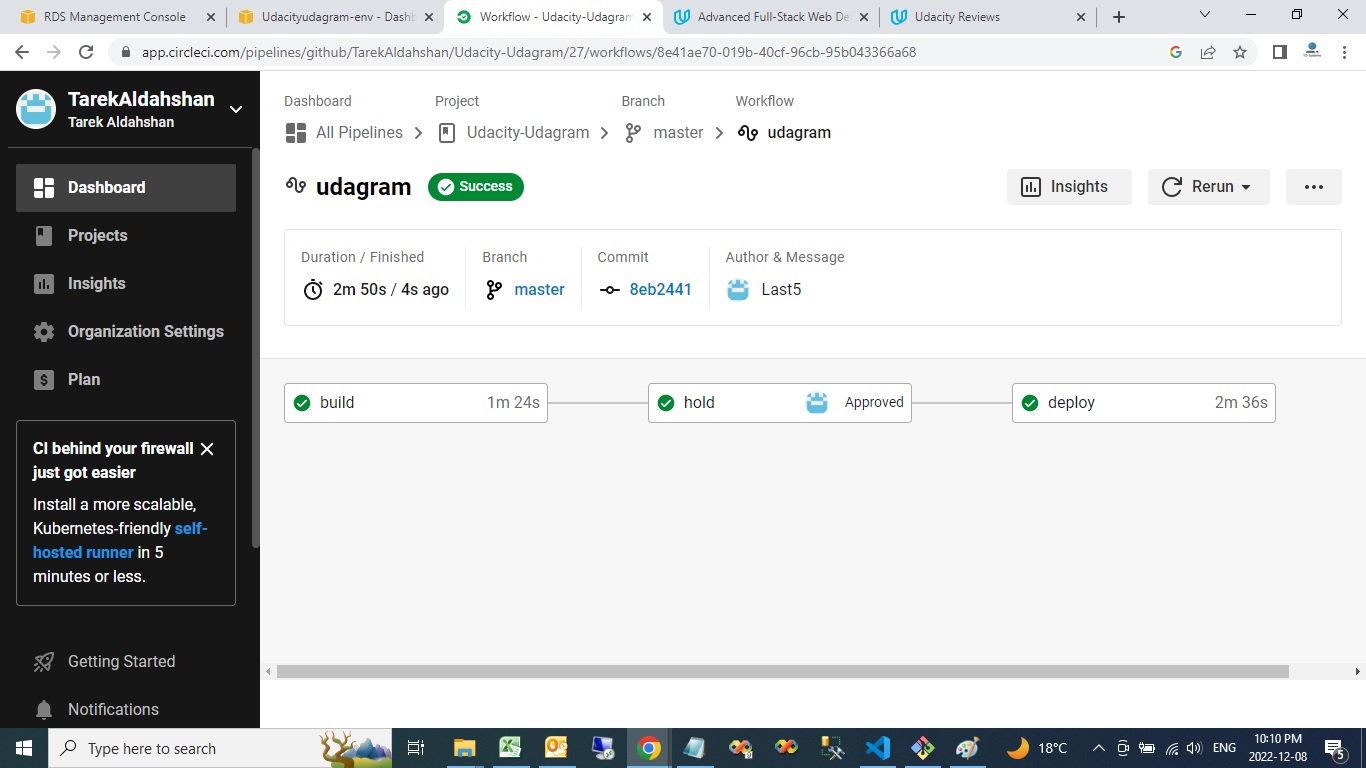 RDS Management Console
Udacityudagram-env - Dash
Workflow - Udacity-Udagram
Advanced Full-Stack Web De
Udacity Reviews
app.circleci.com/pipelines/github/TarekAldahshan/Udacity-Udagram/27/workflows/8e41ae70-019b-40cf-96cb-95b043366a68
TarekAldahshan
Tarek Aldahshan
Dashboard
Projects
Insights
Organization Settings
Plan
CI behind your firewall
just got easier
Install a more scalable,
Kubernetes-friendly self-
hosted runner in 5
minutes or less.
Getting Started
Notifications
Dashboard Project Branch Workflow
All Pipelines Udacity-Udagram master udagram
udagram Success
Insights Rerun
Duration / Finished Branch Commit Author & Message
2m 50s / 4s ago master 8eb2441 Last5
build 1m 24s hold Approved deploy 2m 36s
Type here to search
18°C
ENG
10:10 PM
2022-12-08
5